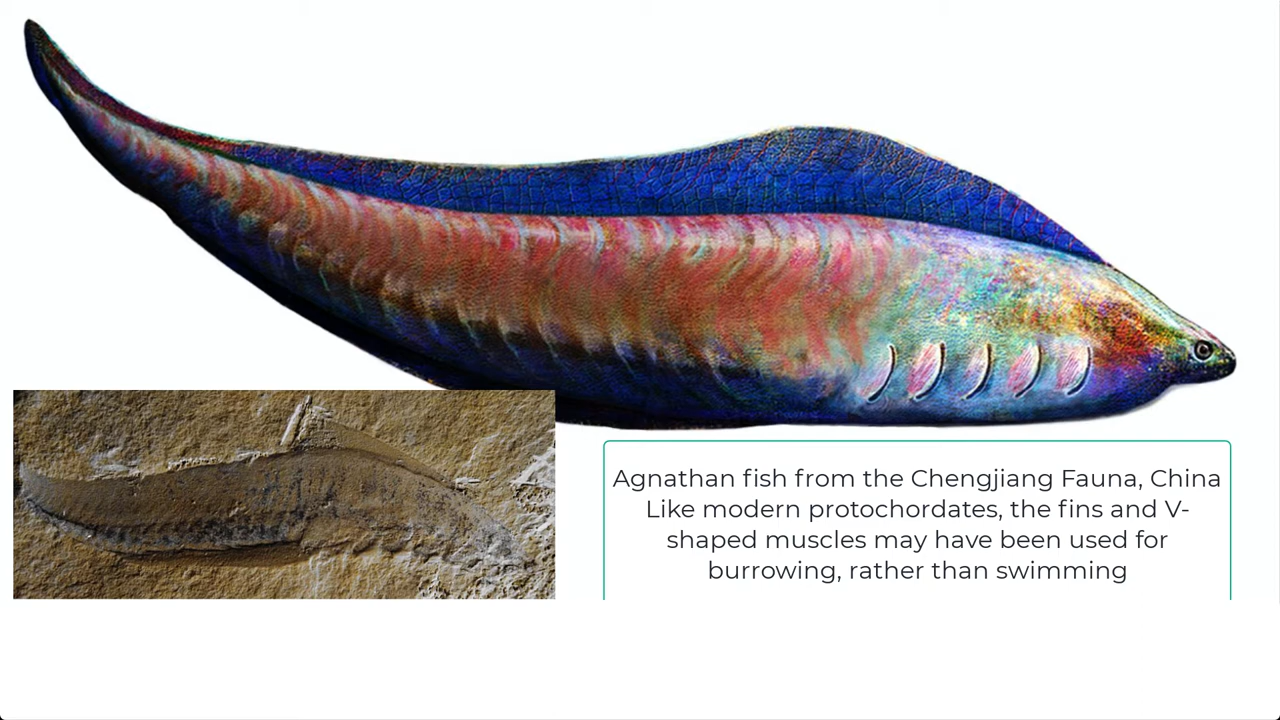 Agnathan fish from the Chengjiang Fauna, China
Like modern protochordates, the fins and V-
shaped muscles may have been used for
burrowing, rather than swimming